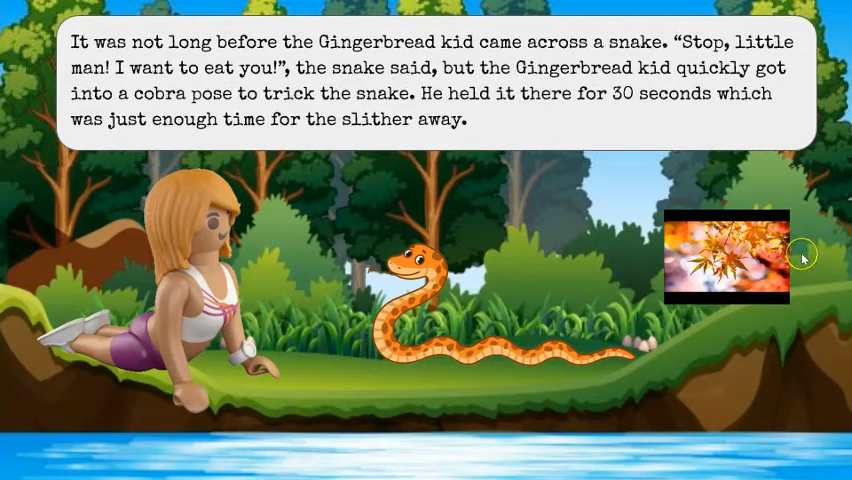 It was not long before the Gingerbread kid came across a snake. “Stop, little
man! I want to eat you!”, the snake said, but the Gingerbread kid quickly got
into a cobra pose to trick the snake. He held it there for 30 seconds which
was just enough time for the slither away.